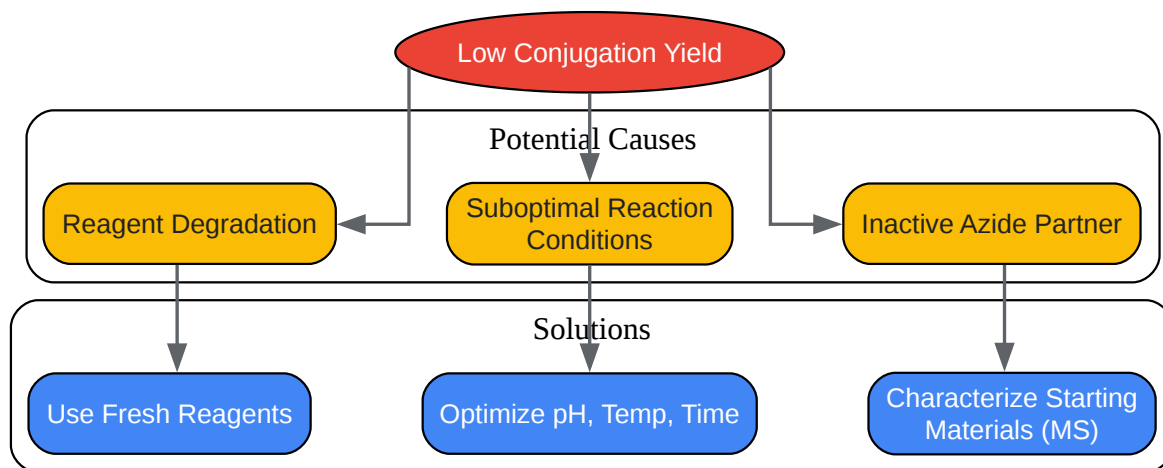 Low Conjugation Yield
Potential Causes
Reagent Degradation
Suboptimal Reaction
Conditions
Inactive Azide Partner
Solutions
Use Fresh Reagents
Optimize pH, Temp, Time
Characterize Starting
Materials (MS)